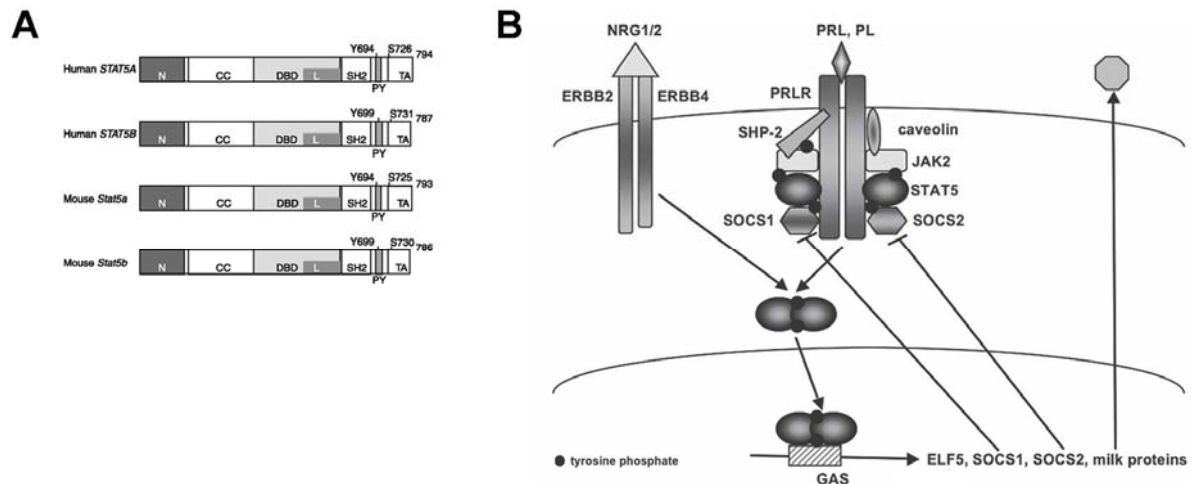 A
Y694 S726 794
Human STAT5A
N CC DBD L SH2 TA
PY
Y699 S731 787
Human STAT5B
N CC DBD L SH2 TA
PY
Y694 S725 793
Mouse Stat5a
N CC DBD L SH2 TA
PY
Y699 S730 786
Mouse Stat5b
N CC DBD L SH2 TA
PY
B
NRG1/2
PRL, PL
ERBB2
ERBB4
PRLR
SHP-2
caveolin
JAK2
STAT5
SOCS1
SOCS2
tyrosine phosphate
GAS
ELF5, SOCS1, SOCS2, milk proteins